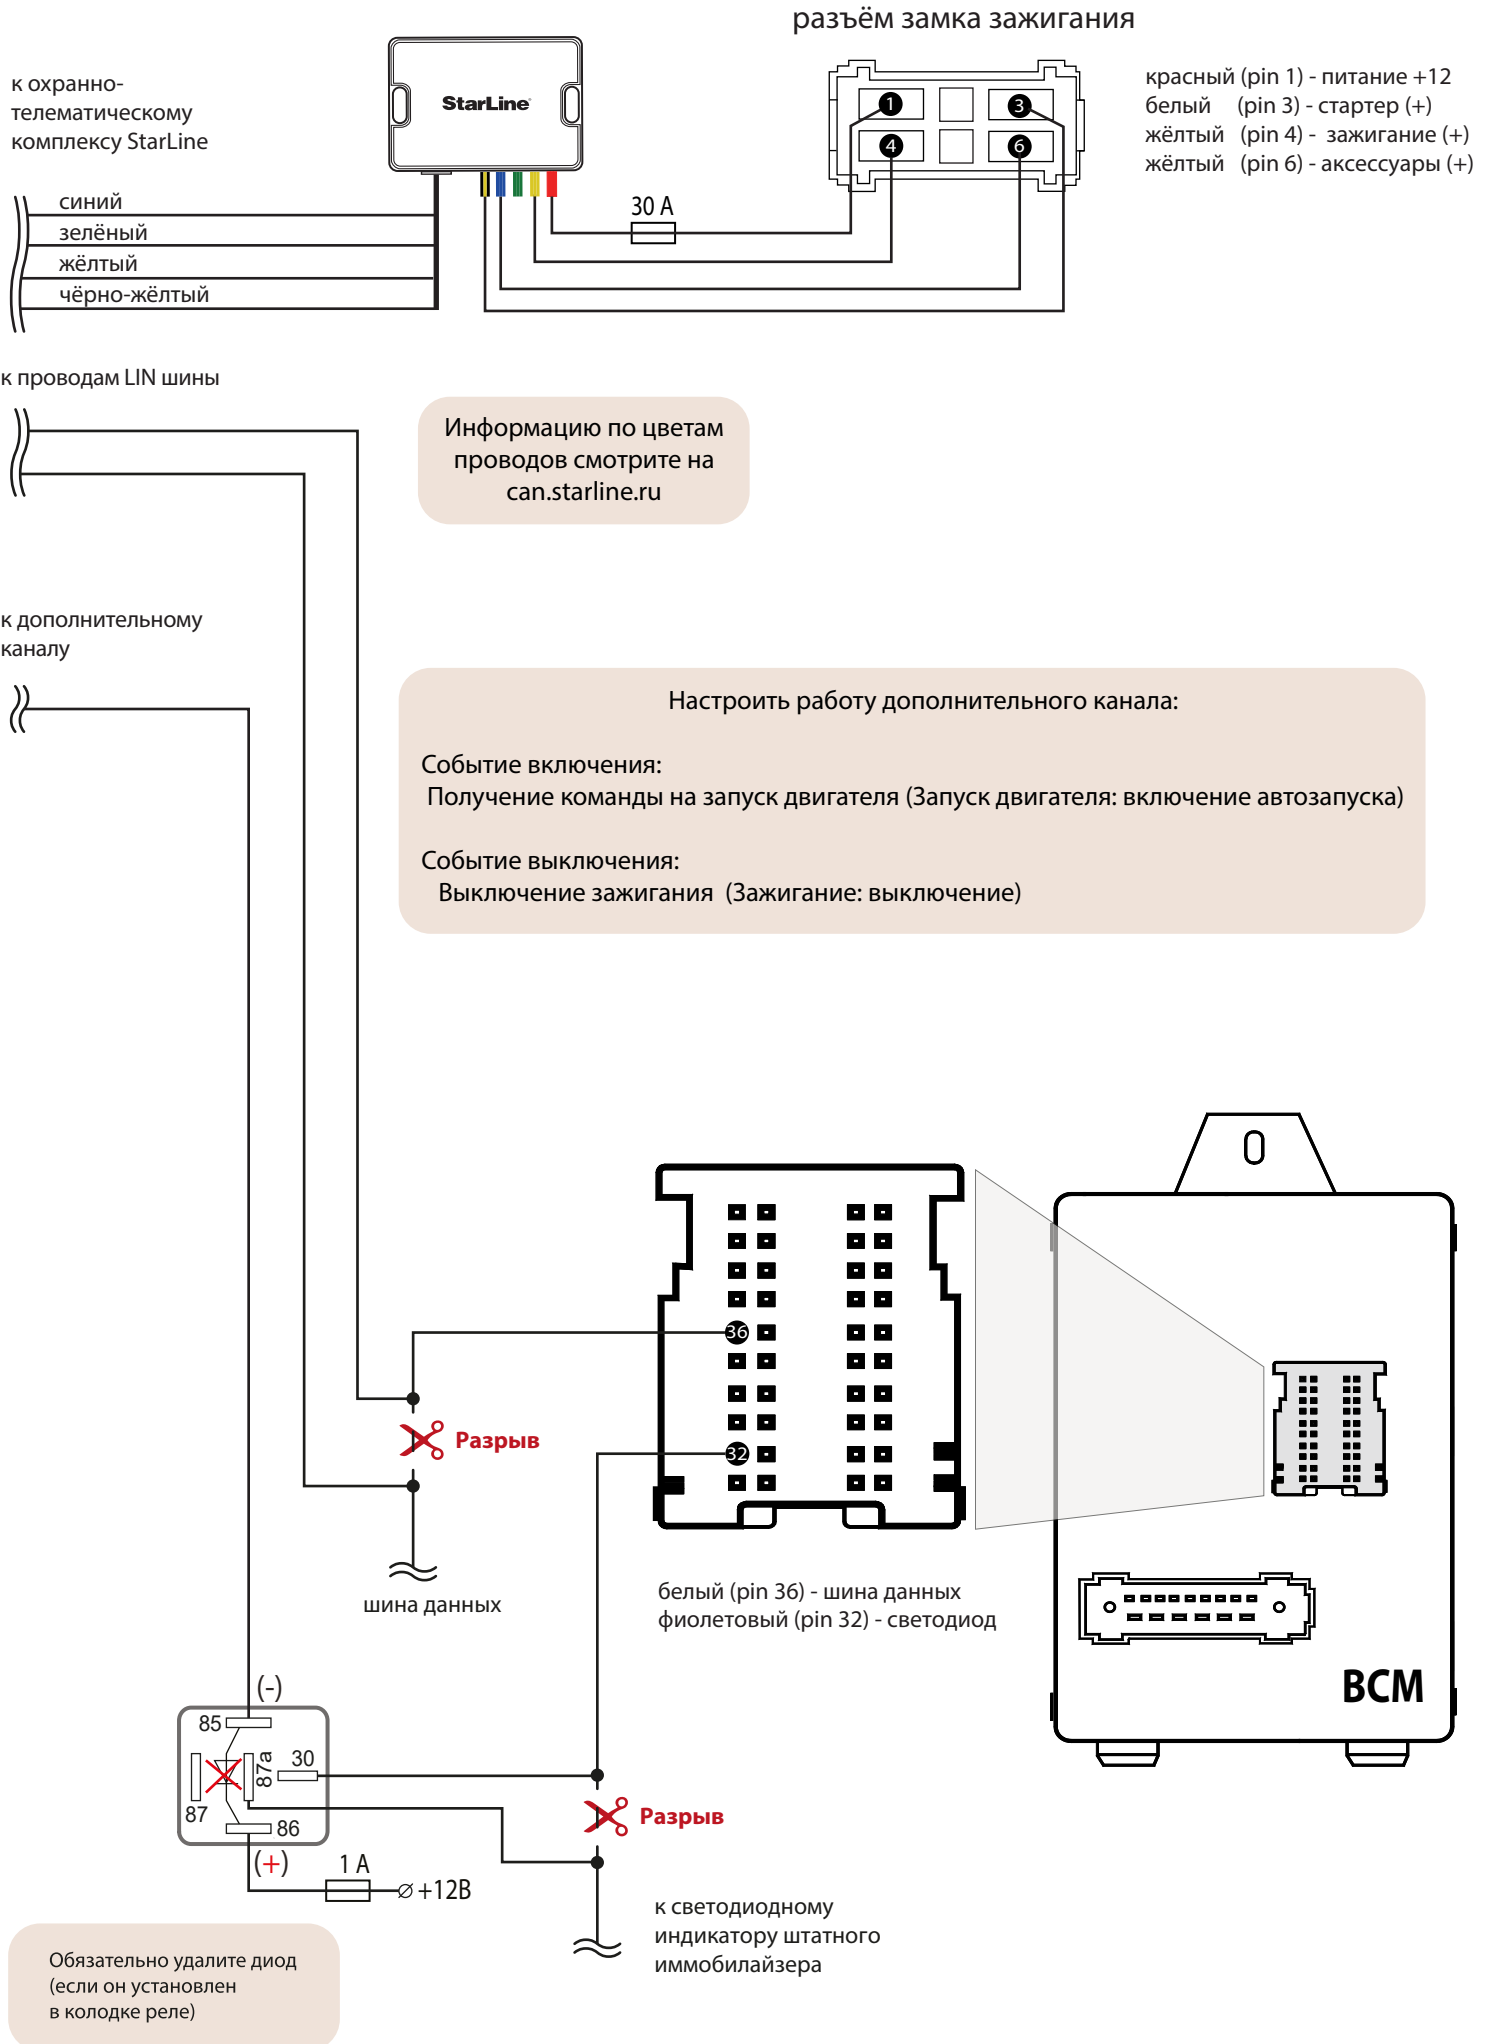 разъём замка зажигания
к охранно-
телематическому
комплексу StarLine
StarLine
1
3
4
6
красный (pin 1) - питание +12
белый (pin 3) - стартер (+)
жёлтый (pin 4) - зажигание (+)
жёлтый (pin 6) - аксессуары (+)
30 А
синий
зелёный
жёлтый
чёрно-жёлтый
к проводам LIN шины
Информацию по цветам
проводов смотрите на
can.starline.ru
к дополнительному
каналу
Настроить работу дополнительного канала:
Событие включения:
Получение команды на запуск двигателя (Запуск двигателя: включение автозапуска)
Событие выключения:
Выключение зажигания (Зажигание: выключение)
36
Разрыв
32
шина данных
белый (pin 36) - шина данных
фиолетовый (pin 32) - светодиод
BCM
(-)
85
87a
30
87
86
(+)
1 А
+12В
Разрыв
к светодиодному
индикатору штатного
иммобилайзера
Обязательно удалите диод
(если он установлен
в колодке реле)